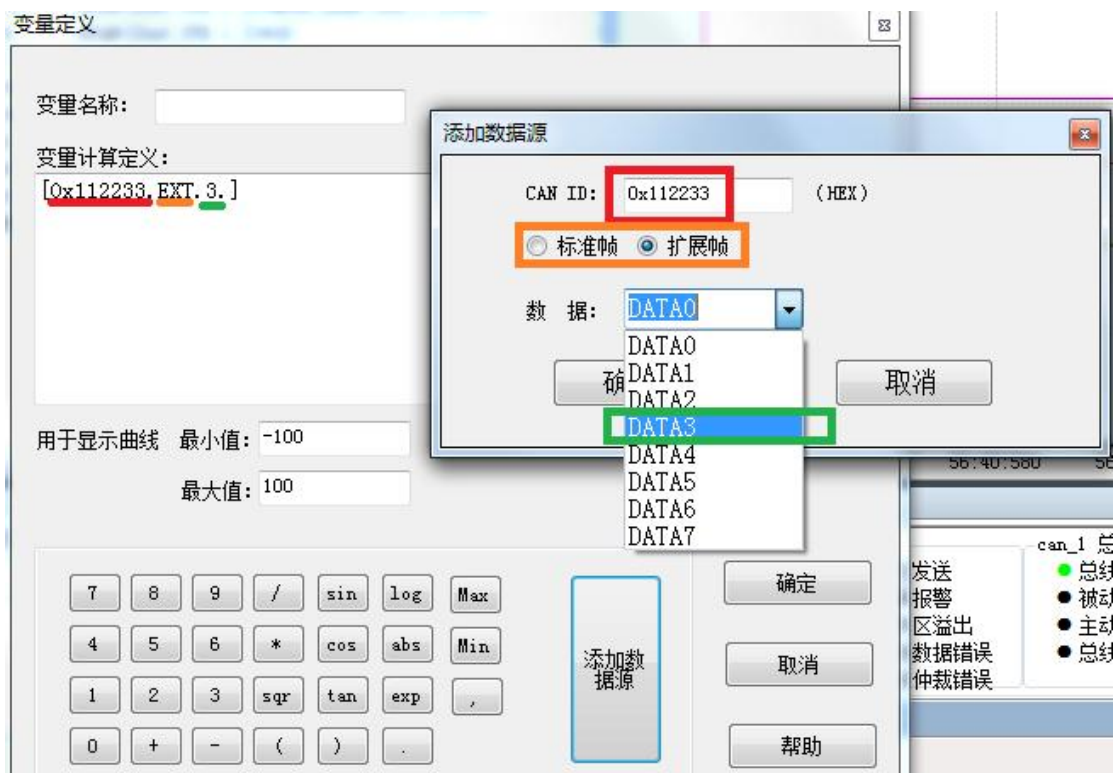 变量定义
变量名称:
变量计算定义:
[0x112233.EXT.3.]
添加数据源
CAN ID: 0x112233 (HEX)
标准帧 扩展帧
数 据: DATA0
DATA0
DATA1
DATA2
DATA3
DATA4
DATA5
DATA6
DATA7
取消
用于显示曲线 最小值: -100
最大值: 100
56:40:580
7 8 9 / sin log Max
4 5 6 * cos abs Min
1 2 3 sqr tan exp ,
0 + - ( ) .
添加数
据源
确定
取消
帮助
can_1
发送
报警
区溢出
数据错误
仲裁错误